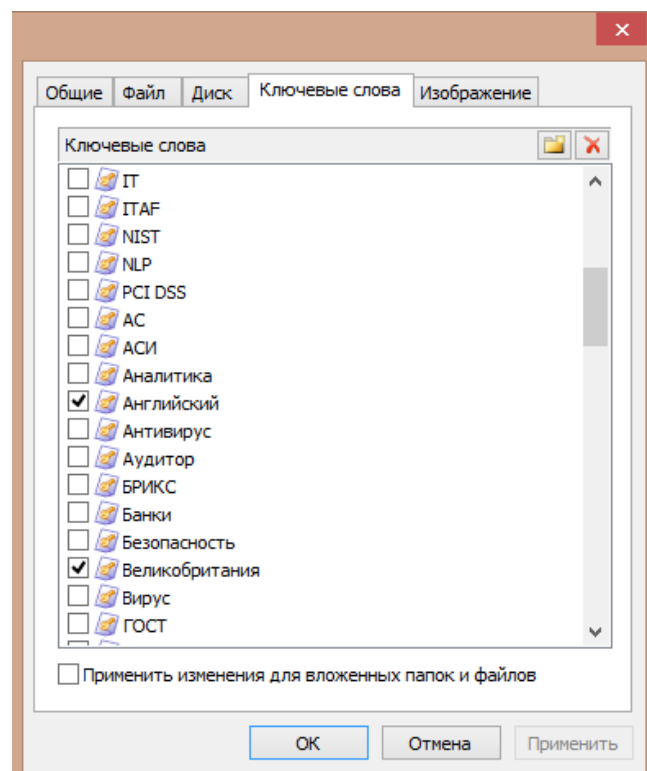 Общие Файл Диск Ключевые слова Изображение
Ключевые слова
IT
ITAF
NIST
NLP
PCI DSS
АС
АСИ
Аналитика
Английский
Антивирус
Аудитор
БРИКС
Банки
Безопасность
Великобритания
Вирус
ГОСТ
Применить изменения для вложенных папок и файлов
ОК Отмена Применить